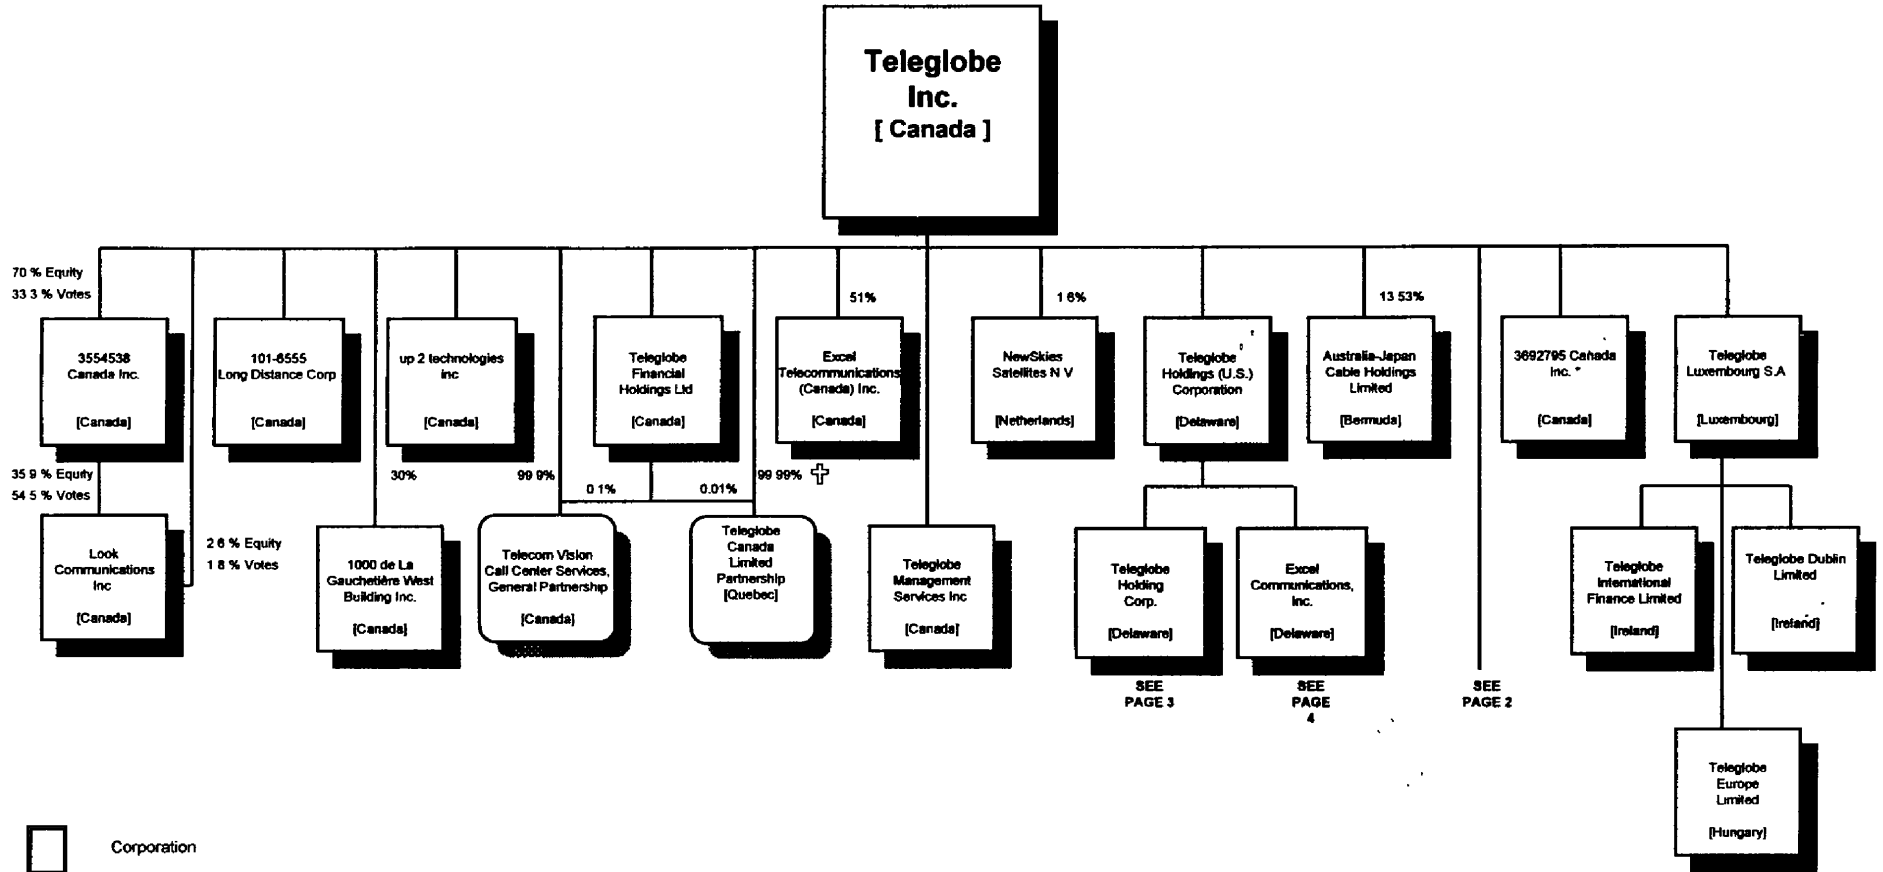 Teleglobe
Inc.
[ Canada ]
70 % Equity
33 3 % Votes
51%
1 6%
13 53%
3554538
Canada Inc.
[Canada]
101-6555
Long Distance Corp
[Canada]
up 2 technologies
inc
[Canada]
Teleglobe
Financial
Holdings Ltd
[Canada]
Excel
Telecommunications
(Canada) Inc.
[Canada]
NewSkies
Satellites N V
[Netherlands]
Teleglobe
Holdings (U.S.)
Corporation
[Delaware]
Australia-Japan
Cable Holdings
Limited
[Bermuda]
3692795 Canada
Inc.
[Canada]
Teleglobe
Luxembourg S.A
[Luxembourg]
35 9 % Equity
54 5 % Votes
30%
99 9%
0 1%
0.01%
99 99%
2 6 % Equity
1 8 % Votes
Look
Communications
Inc
[Canada]
1000 de La
Gauchetière West
Building Inc.
[Canada]
Telecom Vision
Call Center Services,
General Partnership
[Canada]
Teleglobe
Canada
Limited
Partnership
[Quebec]
Teleglobe
Management
Services Inc
[Canada]
Teleglobe
Holding
Corp.
[Delaware]
Excel
Communications,
Inc.
[Delaware]
Teleglobe
International
Finance Limited
[Ireland]
Teleglobe Dublin
Limited
[Ireland]
SEE
PAGE 3
SEE
PAGE
4
SEE
PAGE 2
Teleglobe
Europe
Limited
[Hungary]
Corporation